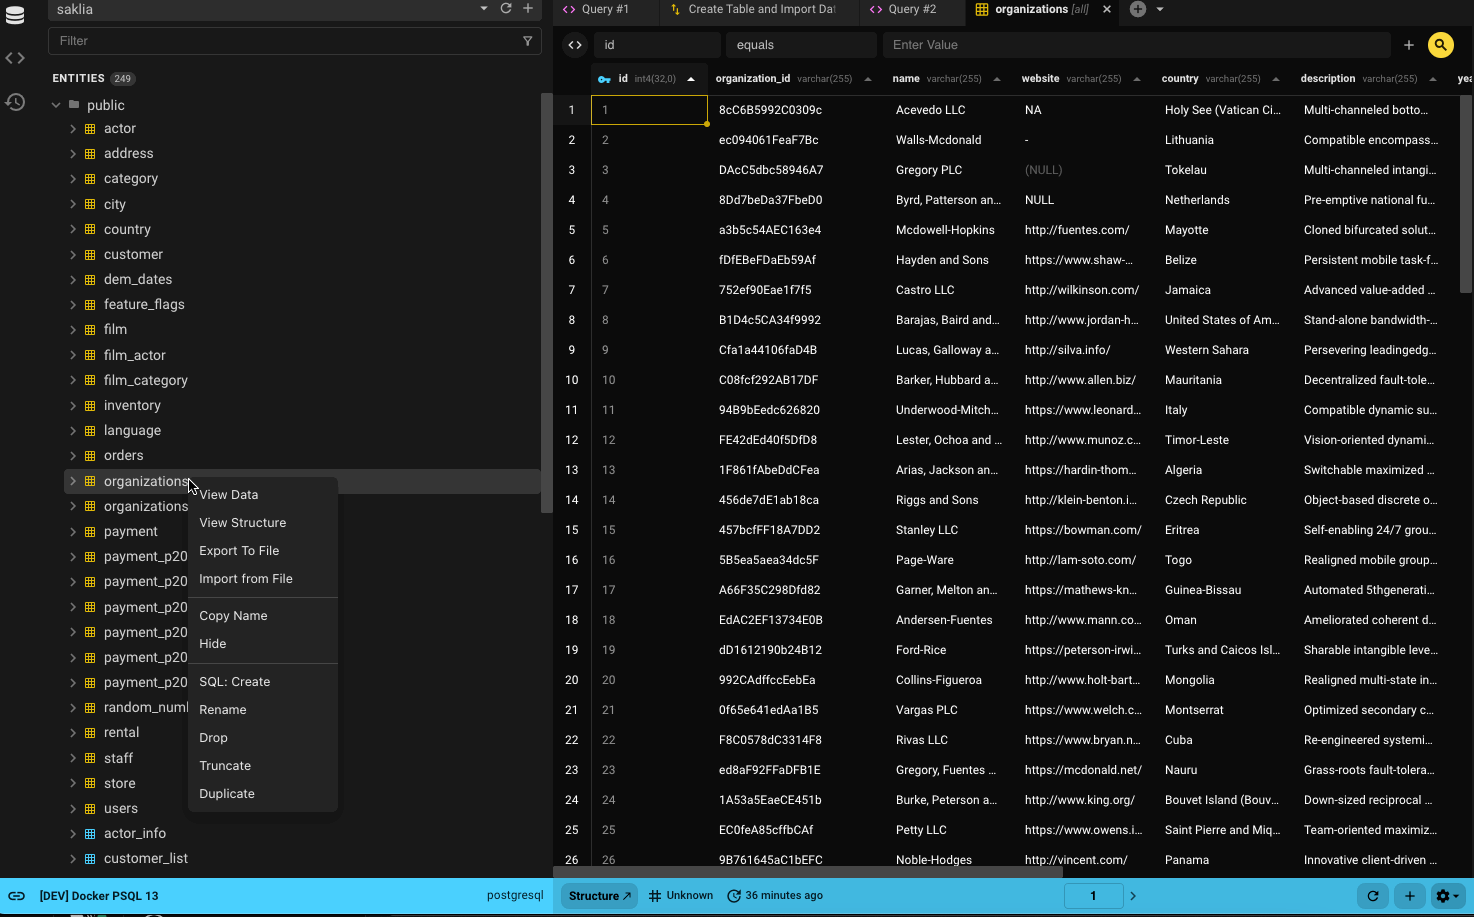 saklia
Filter
ENTITIES 249
public
actor
address
category
city
country
customer
dem_dates
feature_flags
film
film_actor
film_category
inventory
language
orders
organizations
organizations
payment
payment_p20
payment_p20
payment_p20
payment_p20
payment_p20
payment_p20
random_num
rental
staff
store
users
actor_info
customer_list
View Data
View Structure
Export To File
Import from File
Copy Name
Hide
SQL: Create
Rename
Drop
Truncate
Duplicate
Query #1 Create Table and Import Dat Query #2 organizations [all]
id equals Enter Value
id int4(32,0) organization_id varchar(255) name varchar(255) website varchar(255) country varchar(255) description varchar(255) yea
1 1 8cC6B5992C0309c Acevedo LLC NA Holy See (Vatican Ci... Multi-channeled botto...
2 2 ec094061FeaF7Bc Walls-Mcdonald - Lithuania Compatible encompass...
3 3 DAcC5dbc58946A7 Gregory PLC (NULL) Tokelau Multi-channeled intangi...
4 4 8Dd7beDa37FbeD0 Byrd, Patterson an... NULL Netherlands Pre-emptive national fu...
5 5 a3b5c54AEC163e4 Mcdowell-Hopkins http://fuentes.com/ Mayotte Cloned bifurcated solut...
6 6 fDfEBeFDaEb59Af Hayden and Sons https://www.shaw-... Belize Persistent mobile task-f...
7 7 752ef90Eae1f7f5 Castro LLC http://wilkinson.com/ Jamaica Advanced value-added ...
8 8 B1D4c5CA34f9992 Barajas, Baird and... http://www.jordan-h... United States of Am... Stand-alone bandwidth-...
9 9 Cfa1a44106faD4B Lucas, Galloway a... http://silva.info/ Western Sahara Persevering leadingedg...
10 10 C08fcf292AB17DF Barker, Hubbard a... http://www.allen.biz/ Mauritania Decentralized fault-tole...
11 11 94B9bEedc626820 Underwood-Mitch... https://www.leonard... Italy Compatible dynamic su...
12 12 FE42dEd40f5DfD8 Lester, Ochoa and ... http://www.munoz.c... Timor-Leste Vision-oriented dynami...
13 13 1F861fAbeDdCFea Arias, Jackson an... https://hardin-thom... Algeria Switchable maximized ...
14 14 456de7dE1ab18ca Riggs and Sons http://klein-benton.i... Czech Republic Object-based discrete o...
15 15 457bcfFF18A7DD2 Stanley LLC https://bowman.com/ Eritrea Self-enabling 24/7 grou...
16 16 5B5ea5aea34dc5F Page-Ware http://lam-soto.com/ Togo Realigned mobile group...
17 17 A66F35C298Dfd82 Garner, Melton an... https://mathews-kn... Guinea-Bissau Automated 5thgenerati...
18 18 EdAC2EF13734E0B Andersen-Fuentes http://www.mann.co... Oman Ameliorated coherent d...
19 19 dD1612190b24B12 Ford-Rice https://peterson-irwi... Turks and Caicos Isl... Sharable intangible leve...
20 20 992CAdffccEebEa Collins-Figueroa http://www.holt-bart... Mongolia Realigned multi-state in...
21 21 0f65e641edAa1B5 Vargas PLC https://www.welch.c... Montserrat Optimized secondary c...
22 22 F8C0578dC3314F8 Rivas LLC https://www.bryan.n... Cuba Re-engineered systemi...
23 23 ed8aF92FFaDFB1E Gregory, Fuentes ... https://mcdonald.net/ Nauru Grass-roots fault-tolera...
24 24 1A53a5EaeCE451b Burke, Peterson a... http://www.king.org/ Bouvet Island (Bouv... Down-sized reciprocal ...
25 25 EC0feA85cffbCAf Petty LLC https://www.owens.i... Saint Pierre and Miq... Team-oriented maximiz...
26 26 9B761645aC1bEFC Noble-Hodges http://vincent.com/ Panama Innovative client-driven ...
[DEV] Docker PSQL 13 postgresql Structure Unknown 36 minutes ago 1